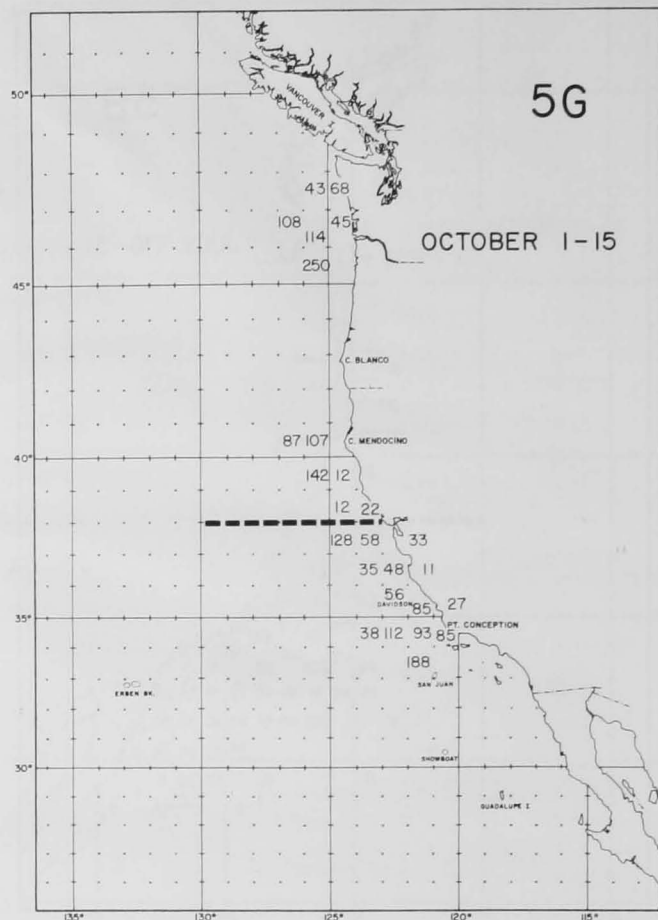 5G
50°
VANCOUVER I.
43 68
108 45
OCTOBER 1-15
114
250
45°
C. BLANCO
87 107 C. MENDOCINO
40°
142 12
12 22
128 58 33
35 48 11
56
DAVIDSON 85 27
35°
PT. CONCEPTION
38 112 93 85
188
SAN JUAN
ERBEN BK.
SHOWBOAT
30°
GUADALUPE I
135° 130° 125° 120° 115°